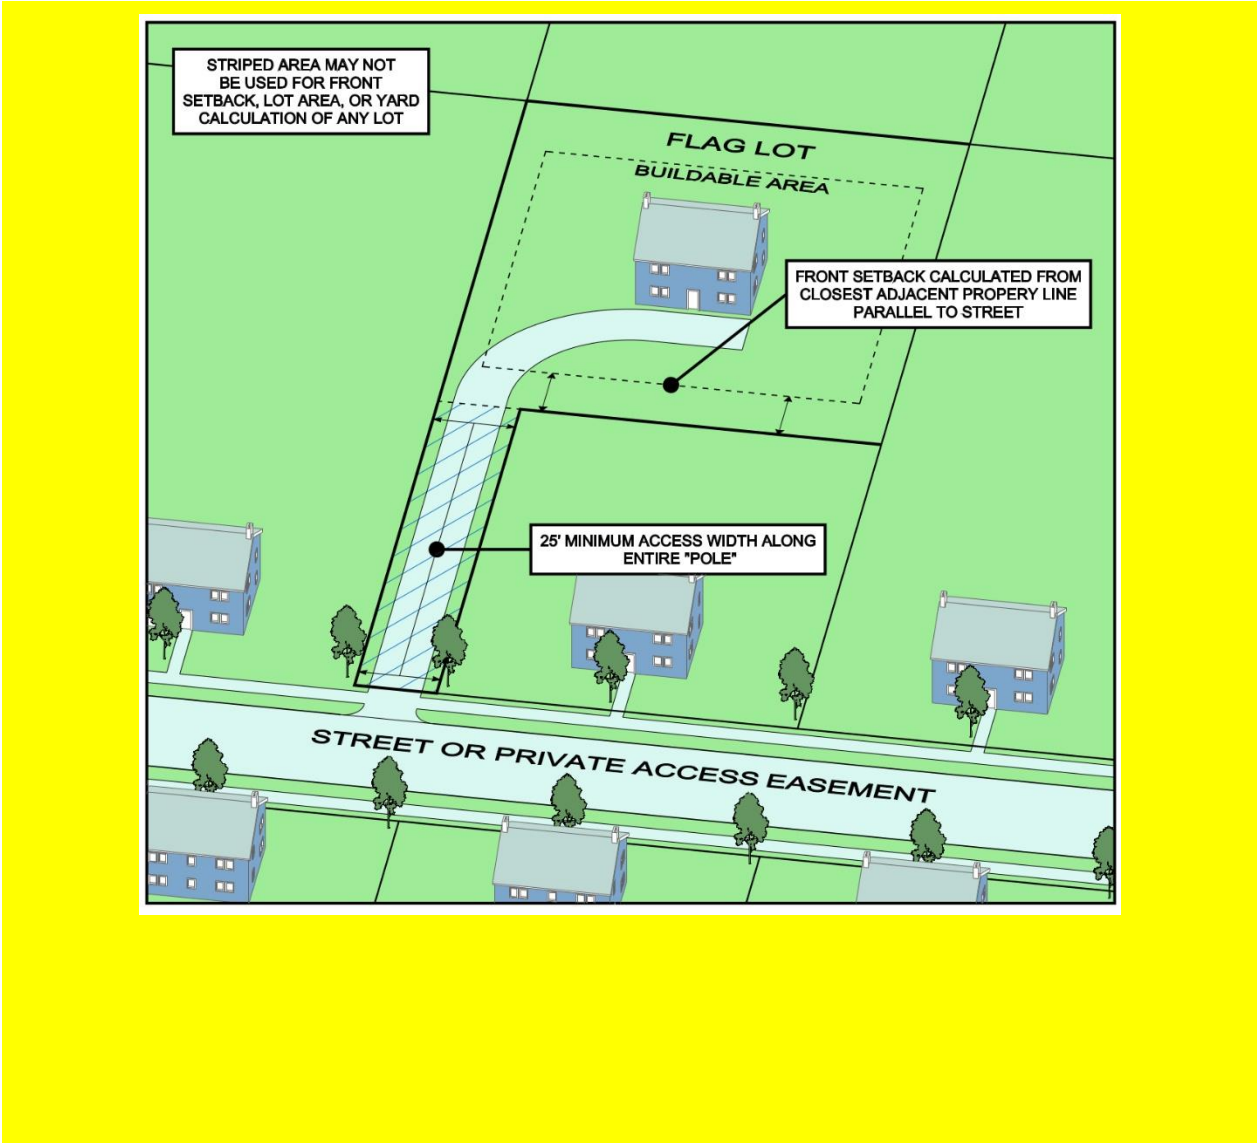 STRIPED AREA MAY NOT
BE USED FOR FRONT
SETBACK, LOT AREA, OR YARD
CALCULATION OF ANY LOT
FLAG LOT
BUILDABLE AREA
FRONT SETBACK CALCULATED FROM
CLOSEST ADJACENT PROPERY LINE
PARALLEL TO STREET
25' MINIMUM ACCESS WIDTH ALONG
ENTIRE "POLE"
STREET OR PRIVATE ACCESS EASEMENT